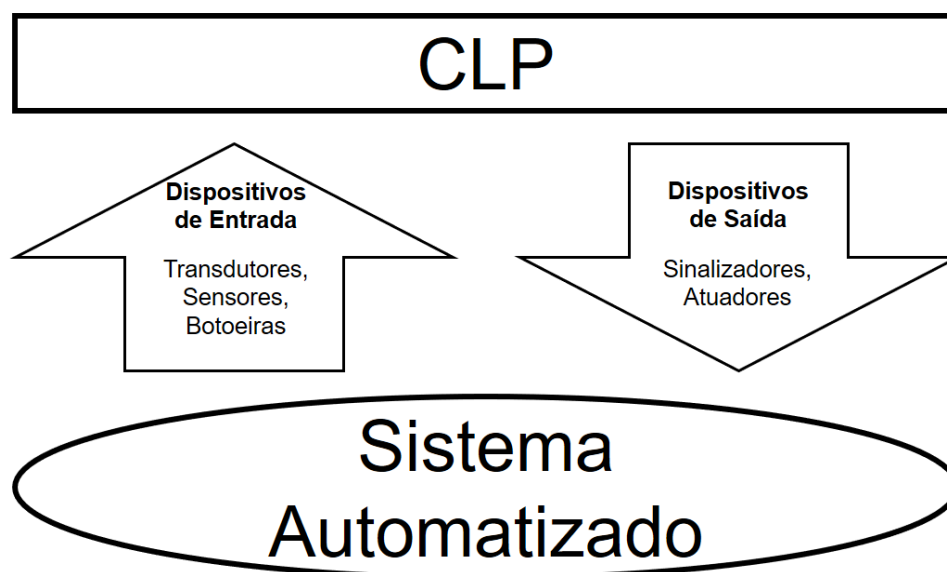 CLP
Dispositivos
de Entrada
Transdutores,
Sensores,
Botoeiras
Dispositivos
de Saída
Sinalizadores,
Atuadores
Sistema
Automatizado